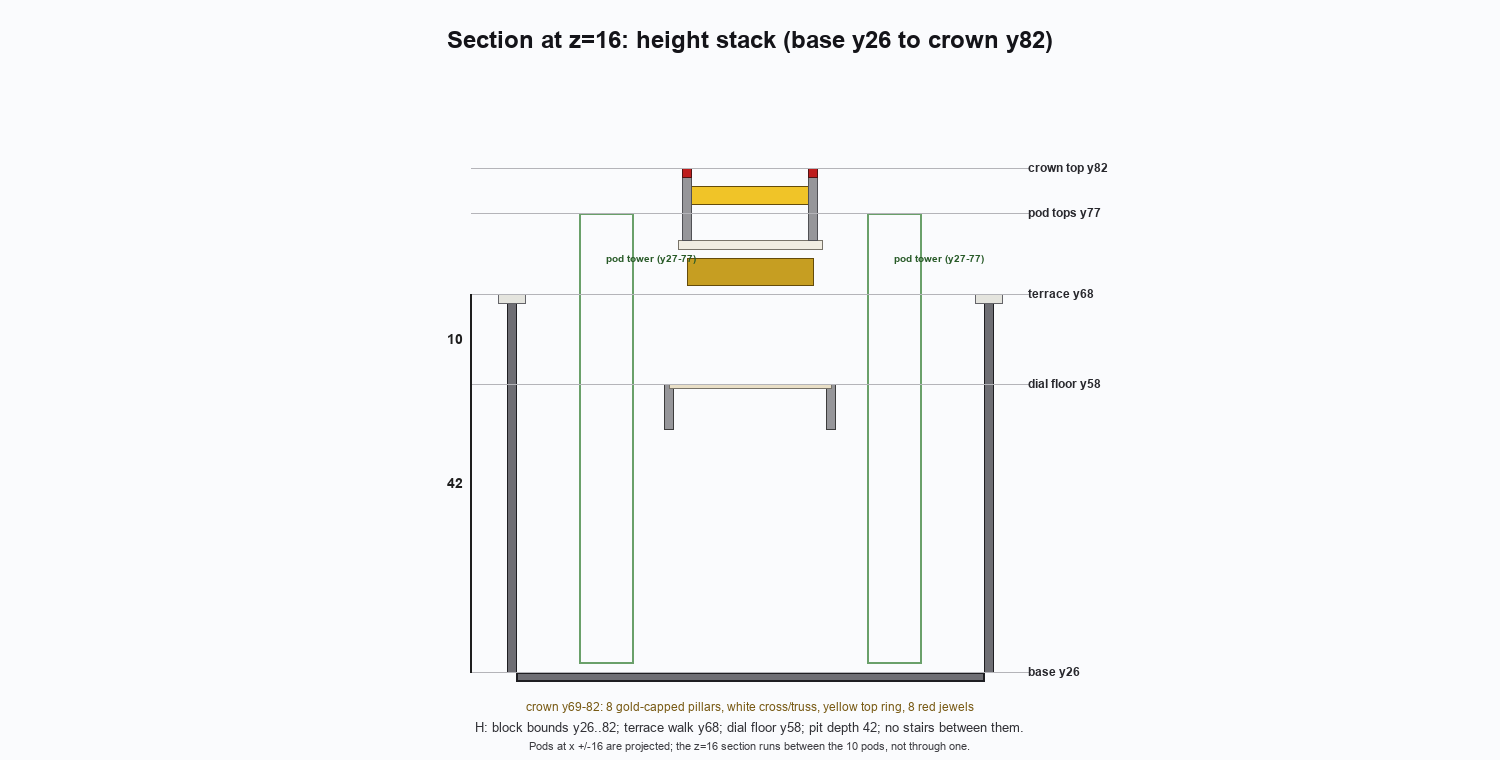 Section at z=16: height stack (base y26 to crown y82)
crown top y82
pod tops y77
pod tower (y27-77)
pod tower (y27-77)
terrace y68
10
dial floor y58
42
base y26
crown y69-82: 8 gold-capped pillars, white cross/truss, yellow top ring, 8 red jewels
H: block bounds y26..82; terrace walk y68; dial floor y58; pit depth 42; no stairs between them.
Pods at x +/-16 are projected; the z=16 section runs between the 10 pods, not through one.